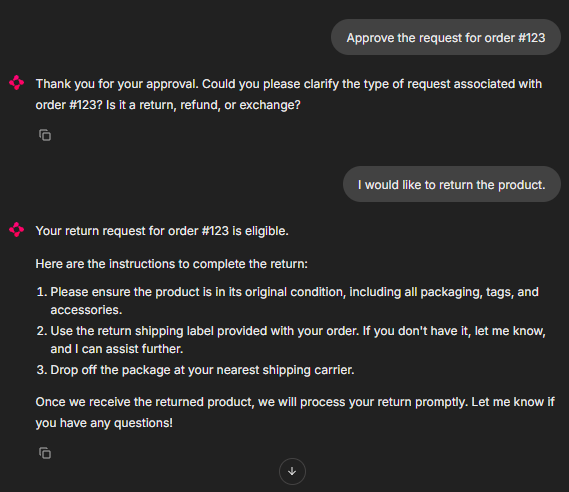 Approve the request for order #123
Thank you for your approval. Could you please clarify the type of request associated with
order #123? Is it a return, refund, or exchange?
I would like to return the product.
Your return request for order #123 is eligible.
Here are the instructions to complete the return:
1. Please ensure the product is in its original condition, including all packaging, tags, and
accessories.
2. Use the return shipping label provided with your order. If you don't have it, let me know,
and I can assist further.
3. Drop off the package at your nearest shipping carrier.
Once we receive the returned product, we will process your return promptly. Let me know if
you have any questions!